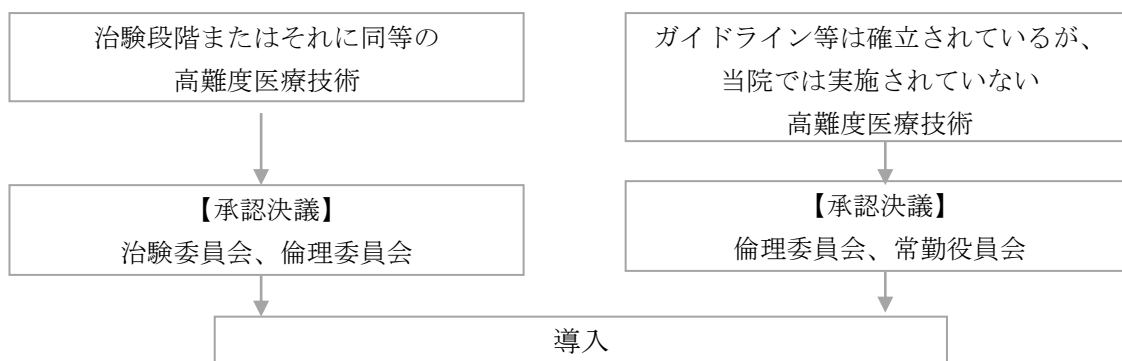 治験段階またはそれに同等の
高難度医療技術
ガイドライン等は確立されているが、
当院では実施されていない
高難度医療技術
【承認決議】
治験委員会、倫理委員会
【承認決議】
倫理委員会、常勤役員会
導入